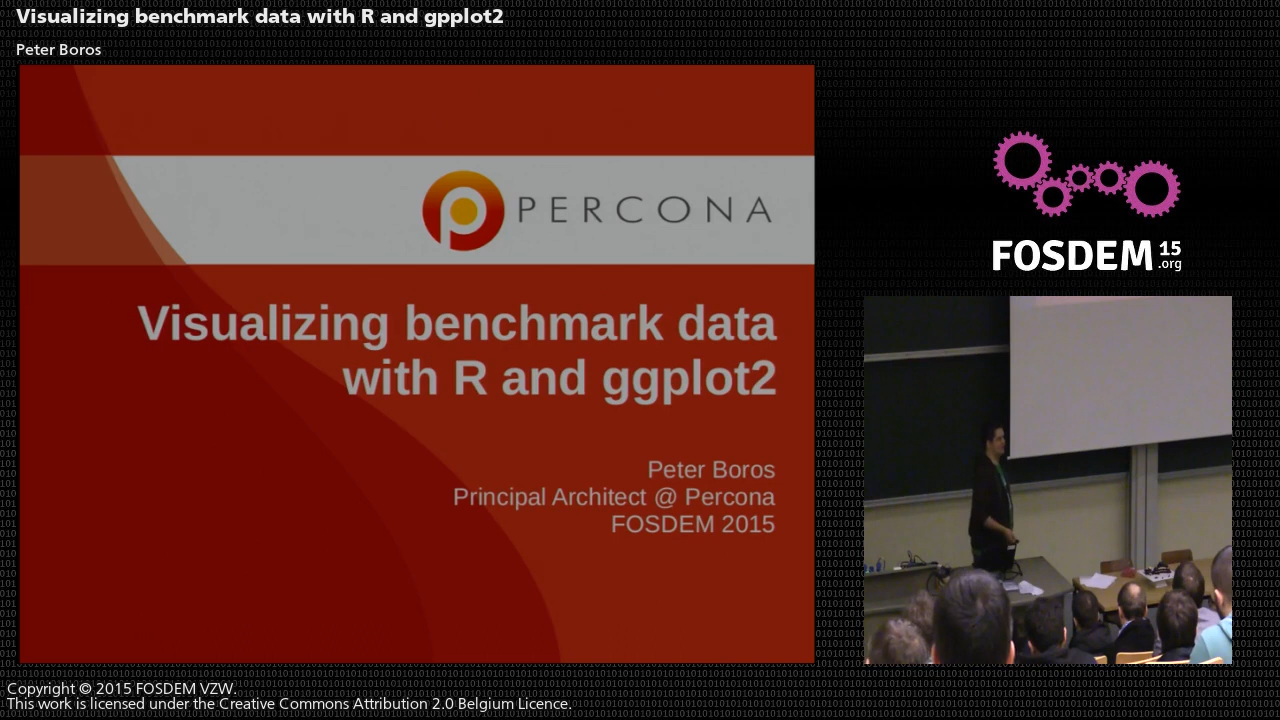 Visualizing benchmark data with R and gpplot2
Peter Boros
PERCONA
Visualizing benchmark data
with R and ggplot2
Peter Boros
Principal Architect @ Percona
FOSDEM 2015
FOSDEM 15
.org
Copyright © 2015 FOSDEM VZW.
This work is licensed under the Creative Commons Attribution 2.0 Belgium Licence.